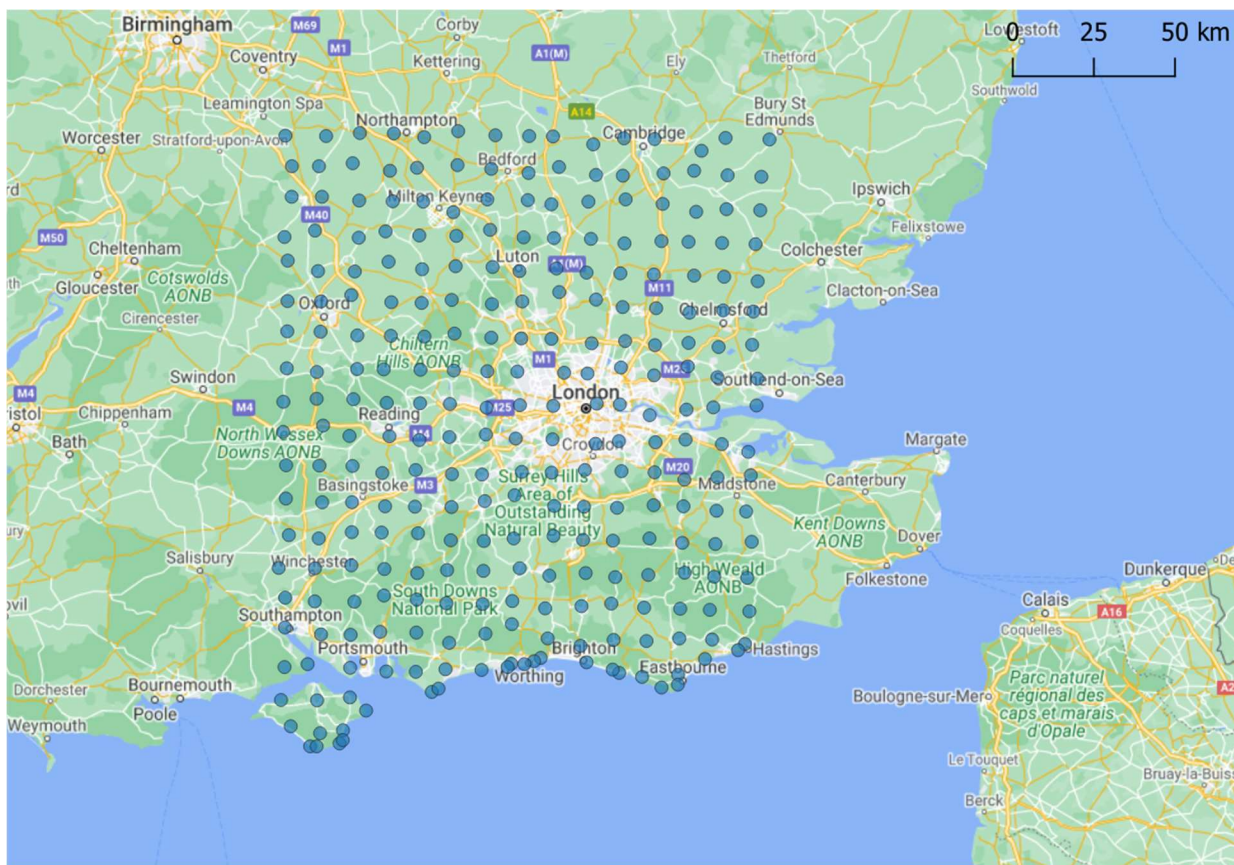 Birmingham
M69
M1
Corby
Kettering
A1(M)
Ely
Thetford
0 25 50 km
Lowestoft
Southwold
Coventry
Leamington Spa
A14
Bury St
Edmunds
Worcester
Stratford-upon-Avon
Northampton
Bedford
Cambridge
Milton Keynes
Ipswich
Felixstowe
M40
M50
Cheltenham
Gloucester
Cotswolds
AONB
Cirencester
Luton
A1(M)
Colchester
Clacton-on-Sea
M11
Oxford
Chelmsford
Chiltern
Hills AONB
M1
M25
Southend-on-Sea
Swindon
M4
M4
London
Chippenham
Reading
M25
M4
Bath
North Wessex
Downs AONB
Croydon
Margate
M20
Basingstoke
M3
Surrey Hills
Area of
Outstanding
Natural Beauty
Maidstone
Canterbury
Kent Downs
AONB
Dover
Salisbury
Winchester
High Weald
AONB
Folkestone
Dunkerque
South Downs
National Park
Calais
A16
Coquelles
Southampton
Portsmouth
Brighton
Hastings
Worthing
Eastbourne
Dorchester
Bournemouth
Poole
Weymouth
Boulogne-sur-Mer
Parc naturel
régional des
caps et marais
d'Opale
Le Touquet
Berck
Bruay-la-Buiss